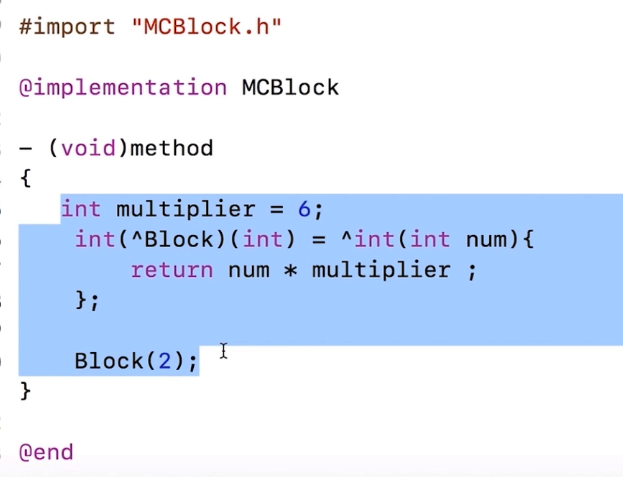 #import "MCBlock.h"
@implementation MCBlock
- (void)method
{
int multiplier = 6;
int(^Block)(int) = ^int(int num){
return num * multiplier ;
};
Block(2);
}
@end